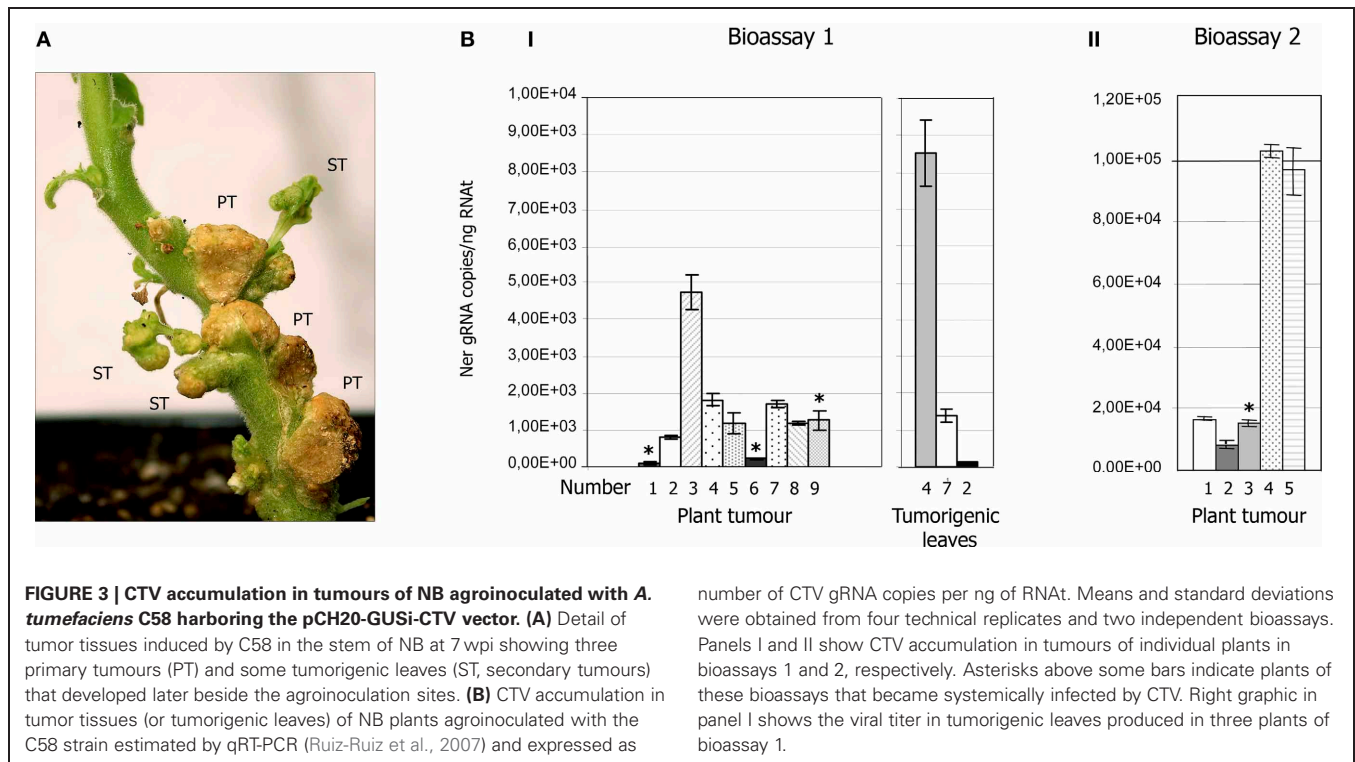 A
B
I
Bioassay 1
II
Bioassay 2
ST
PT
PT
ST
ST
PT
Ner gRNA copies/ng RNAt
1,00E+04
9,00E+03
8,00E+03
7,00E+03
6,00E+03
5,00E+03
4,00E+03
3,00E+03
2,00E+03
1,00E+03
0,00E+00
* * *
Number 1 2 3 4 5 6 7 8 9
Plant tumour
4 7 2
Tumorigenic
leaves
1,20E+05
1,00E+05
8,00E+04
6,00E+04
4,00E+04
2,00E+04
0.00E+00
*
1 2 3 4 5
Plant tumour
FIGURE 3 | CTV accumulation in tumours of NB agroinoculated with A.
tumefaciens C58 harboring the pCH20-GUSi-CTV vector. (A) Detail of
tumor tissues induced by C58 in the stem of NB at 7 wpi showing three
primary tumours (PT) and some tumorigenic leaves (ST, secondary tumours)
that developed later beside the agroinoculation sites. (B) CTV accumulation in
tumor tissues (or tumorigenic leaves) of NB plants agroinoculated with the
C58 strain estimated by qRT-PCR (Ruiz-Ruiz et al., 2007) and expressed as
number of CTV gRNA copies per ng of RNAt. Means and standard deviations
were obtained from four technical replicates and two independent bioassays.
Panels I and II show CTV accumulation in tumours of individual plants in
bioassays 1 and 2, respectively. Asterisks above some bars indicate plants of
these bioassays that became systemically infected by CTV. Right graphic in
panel I shows the viral titer in tumorigenic leaves produced in three plants of
bioassay 1.